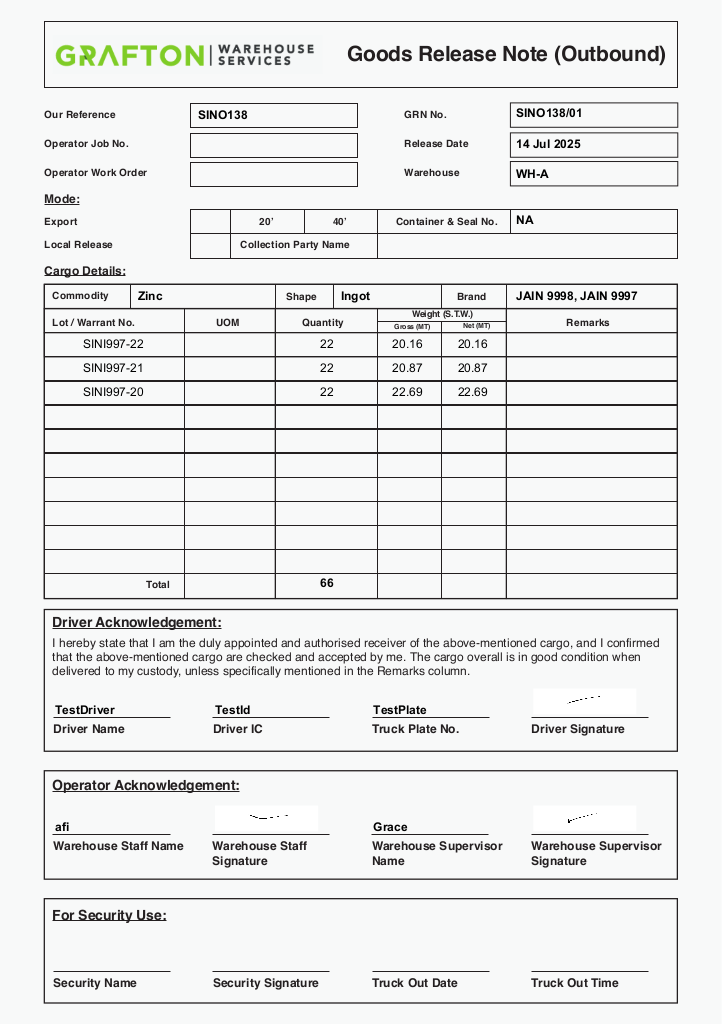 GRAFTON WAREHOUSE SERVICES
Goods Release Note (Outbound)
Our Reference SINO138 GRN No. SINO138/01
Operator Job No. Release Date 14 Jul 2025
Operator Work Order Warehouse WH-A
Mode:
Export 20' 40' Container & Seal No. NA
Local Release Collection Party Name
Cargo Details:
Commodity Zinc Shape Ingot Brand JAIN 9998, JAIN 9997
Lot / Warrant No. UOM Quantity Weight (S.T.W.) Remarks
Gross (MT) Net (MT)
SINI997-22 22 20.16 20.16
SINI997-21 22 20.87 20.87
SINI997-20 22 22.69 22.69
Total 66
Driver Acknowledgement:
I hereby state that I am the duly appointed and authorised receiver of the above-mentioned cargo, and I confirmed
that the above-mentioned cargo are checked and accepted by me. The cargo overall is in good condition when
delivered to my custody, unless specifically mentioned in the Remarks column.
TestDriver TestId TestPlate
Driver Name Driver IC Truck Plate No. Driver Signature
Operator Acknowledgement:
afi Grace
Warehouse Staff Name Warehouse Staff Signature Warehouse Supervisor Name Warehouse Supervisor Signature
For Security Use:
Security Name Security Signature Truck Out Date Truck Out Time